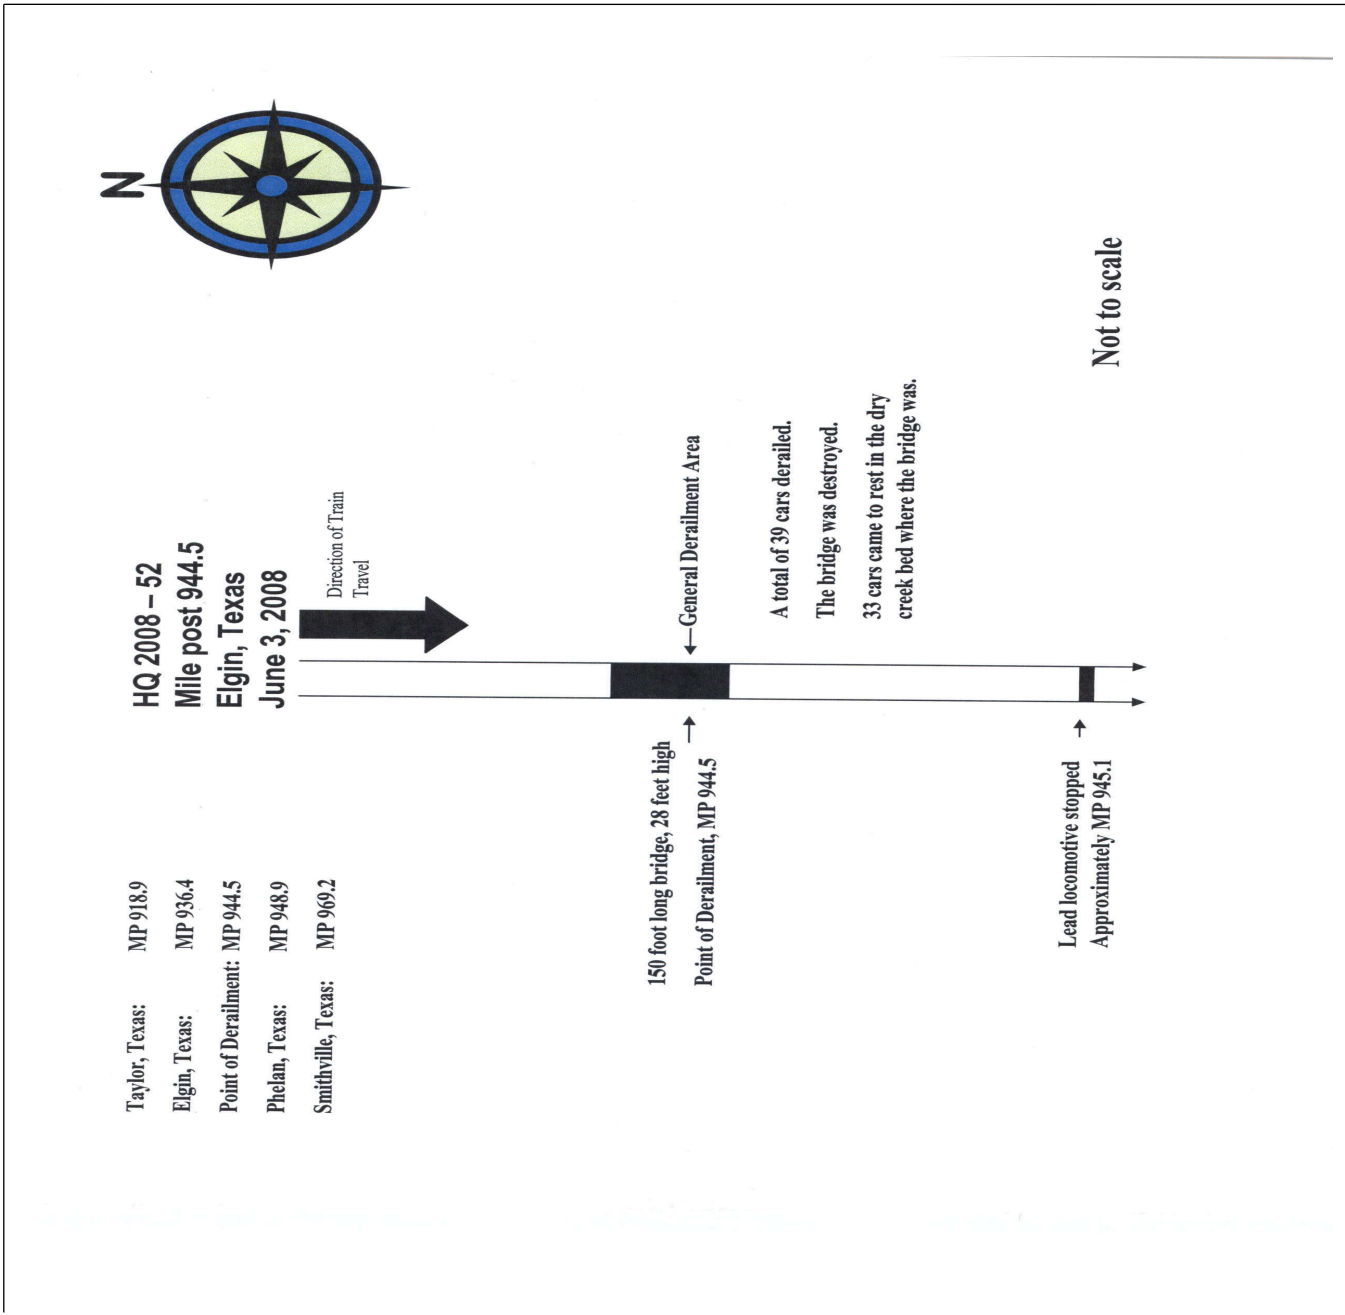 N
HQ 2008 – 52
Mile post 944.5
Elgin, Texas
June 3, 2008
Taylor, Texas: MP 918.9
Elgin, Texas: MP 936.4
Point of Derailment: MP 944.5
Phelan, Texas: MP 948.9
Smithville, Texas: MP 969.2
Direction of Train
Travel
150 foot long bridge, 28 feet high
Point of Derailment, MP 944.5
General Derailment Area
A total of 39 cars derailed.
The bridge was destroyed.
33 cars came to rest in the dry
creek bed where the bridge was.
Lead locomotive stopped
Approximately MP 945.1
Not to scale